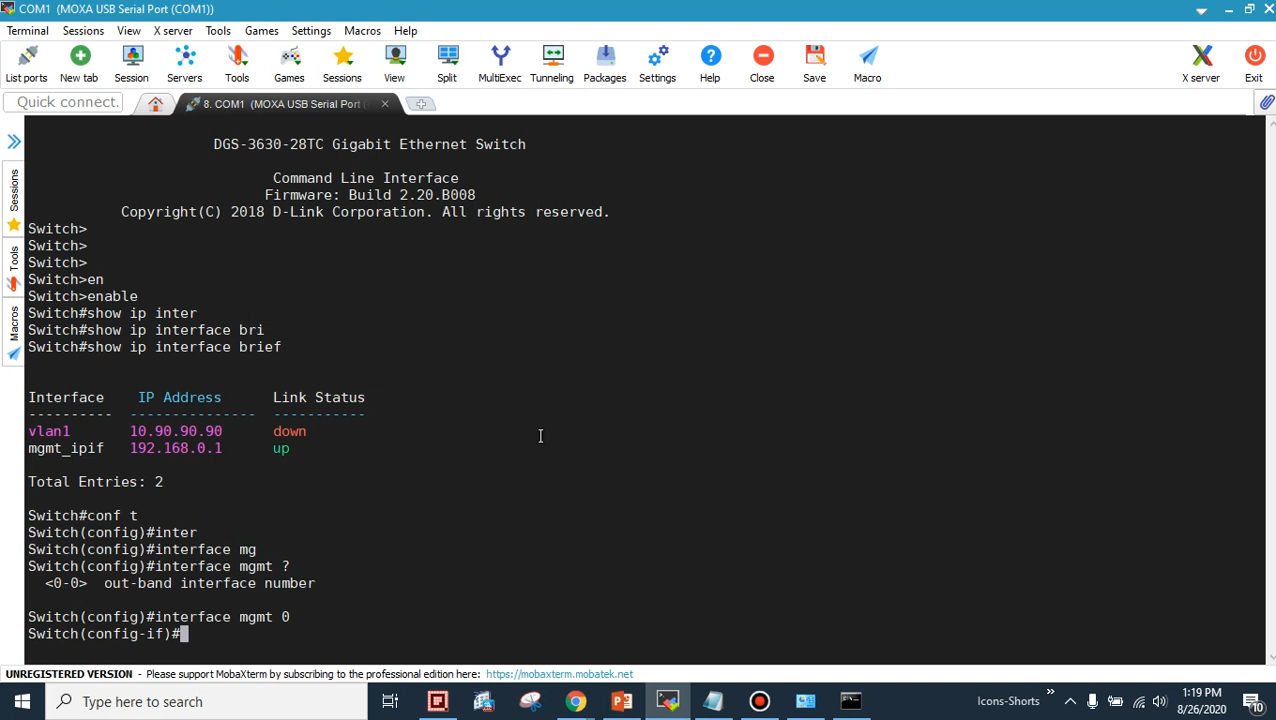 COM1 (MOXA USB Serial Port (COM1))
Terminal Sessions View X server Tools Games Settings Macros Help
List ports New tab Session Servers Tools Games Sessions View Split MultiExec Tunneling Packages Settings Help Close Save Macro X server Exit
Quick connect. 8. COM1 (MOXA USB Serial Port (
Sessions
Tools
Macros
DGS-3630-28TC Gigabit Ethernet Switch
Command Line Interface
Firmware: Build 2.20.B008
Copyright(C) 2018 D-Link Corporation. All rights reserved.
Switch>
Switch>
Switch>
Switch>en
Switch>enable
Switch#show ip inter
Switch#show ip interface bri
Switch#show ip interface brief
Interface IP Address Link Status
---------- --------------- -----------
vlan1 10.90.90.90 down
mgmt_ipif 192.168.0.1 up
Total Entries: 2
Switch#conf t
Switch(config)#inter
Switch(config)#interface mg
Switch(config)#interface mgmt ?
<0-0> out-band interface number
Switch(config)#interface mgmt 0
Switch(config-if)#
UNREGISTERED VERSION - Please support MobaXterm by subscribing to the professional edition here: https://mobaxterm.mobatek.net
Type here to search
Icons-Shorts
1:19 PM
8/26/2020
10